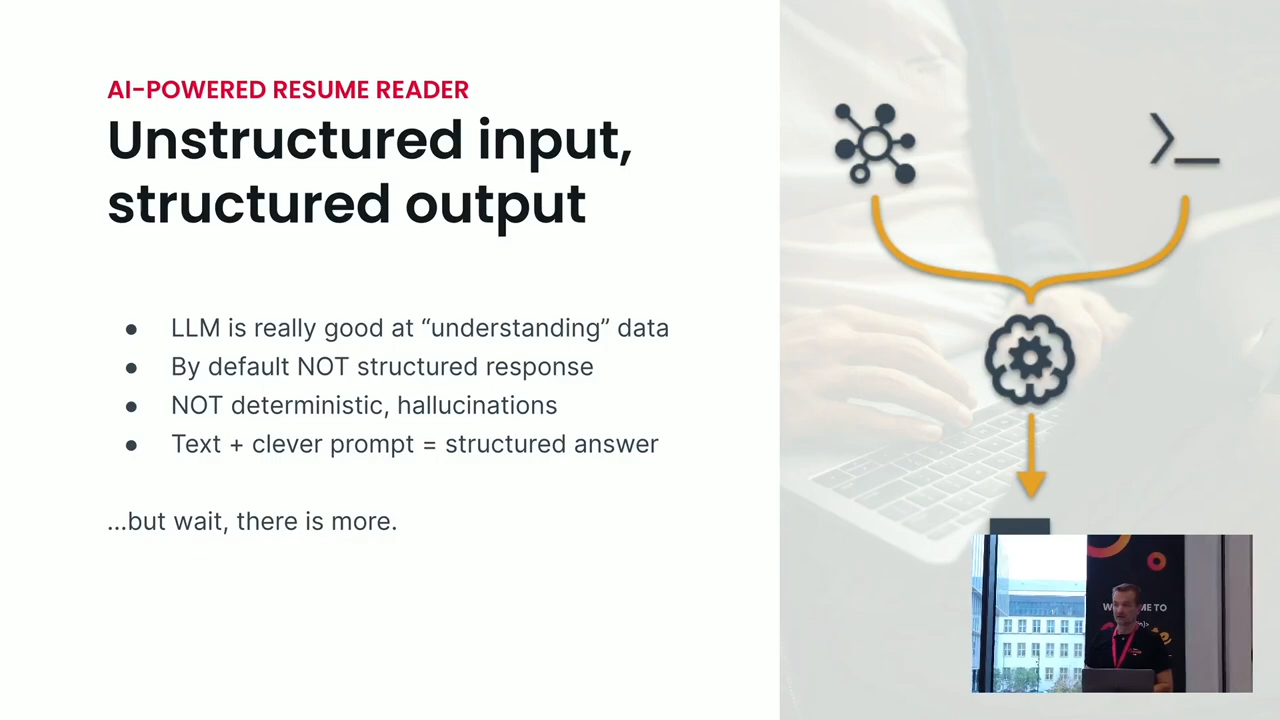 AI-POWERED RESUME READER
Unstructured input,
structured output
● LLM is really good at “understanding” data
● By default NOT structured response
● NOT deterministic, hallucinations
● Text + clever prompt = structured answer
...but wait, there is more.
>_
TO